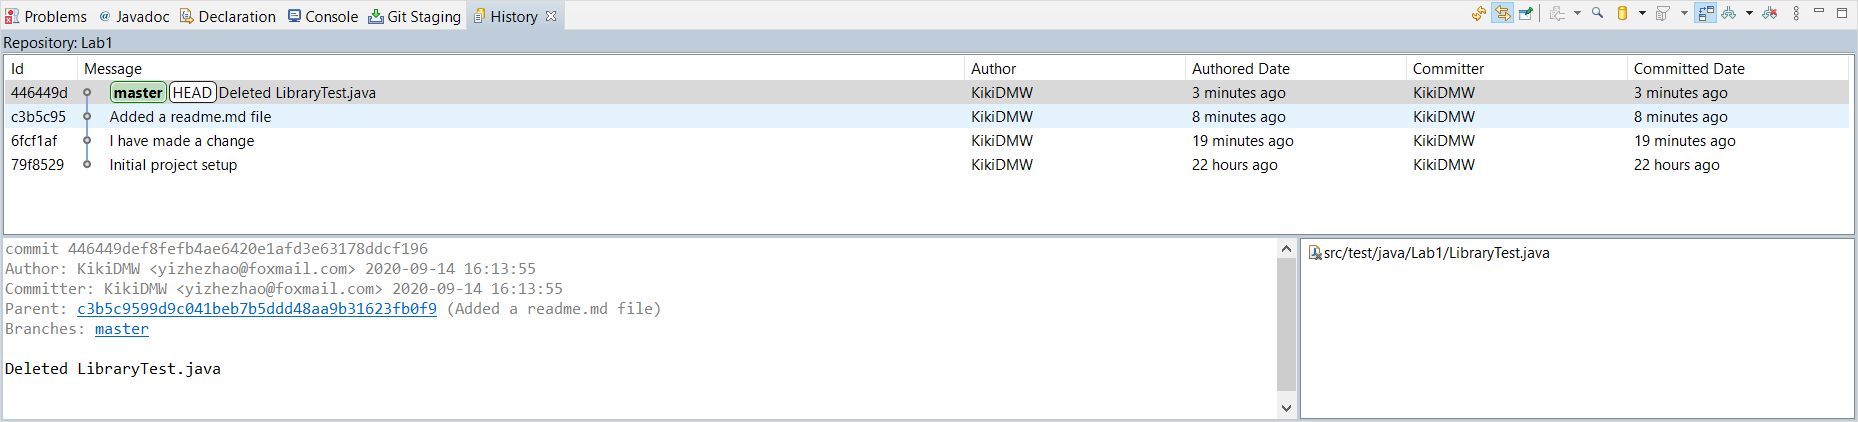 Problems @ Javadoc Declaration Console Git Staging History
Repository: Lab1
Id Message Author Authored Date Committer Committed Date
446449d master HEAD Deleted LibraryTest.java KikiDMW 3 minutes ago KikiDMW 3 minutes ago
c3b5c95 Added a readme.md file KikiDMW 8 minutes ago KikiDMW 8 minutes ago
6fcf1af I have made a change KikiDMW 19 minutes ago KikiDMW 19 minutes ago
79f8529 Initial project setup KikiDMW 22 hours ago KikiDMW 22 hours ago
commit 446449def8fefb4ae6420e1afd3e63178ddcf196
Author: KikiDMW <yizhezhao@foxmail.com> 2020-09-14 16:13:55
Committer: KikiDMW <yizhezhao@foxmail.com> 2020-09-14 16:13:55
Parent: c3b5c9599d9c041beb7b5ddd48aa9b31623fb0f9 (Added a readme.md file)
Branches: master
Deleted LibraryTest.java
src/test/java/Lab1/LibraryTest.java